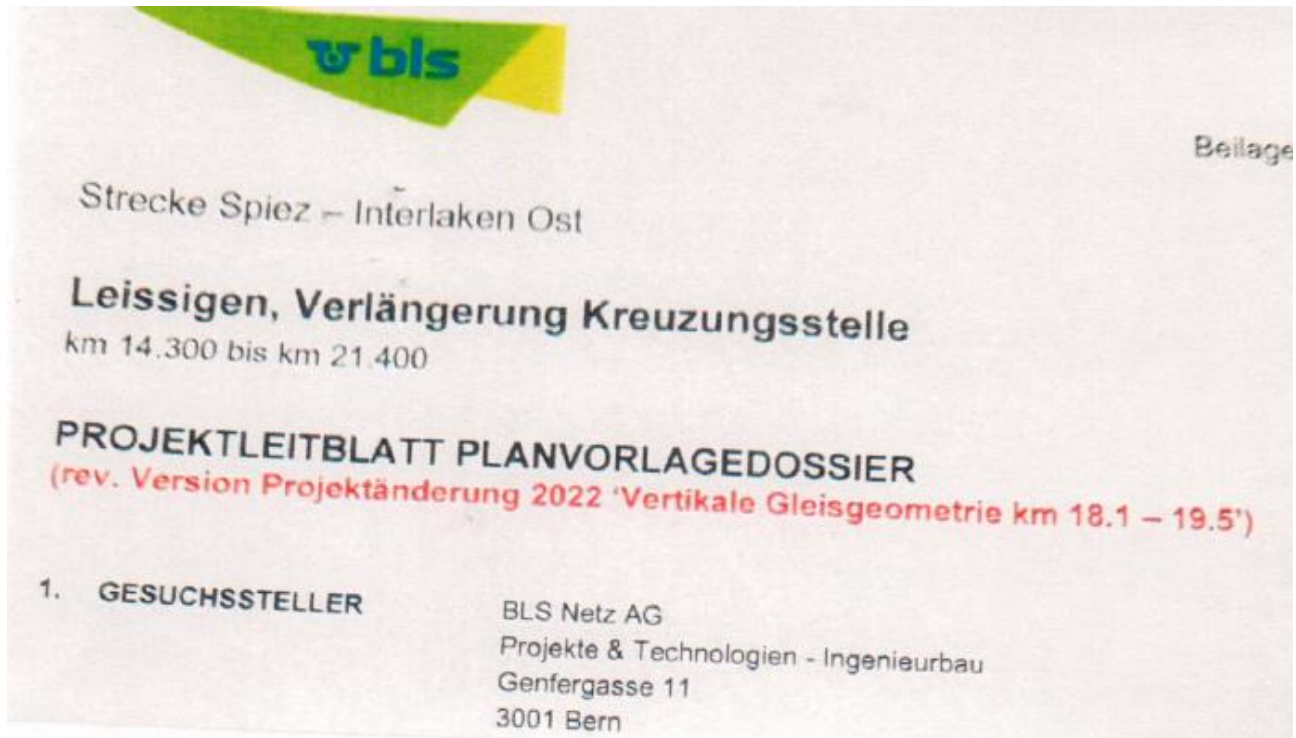 bls
Beilage
Strecke Spiez – Interlaken Ost
Leissigen, Verlängerung Kreuzungsstelle
km 14.300 bis km 21.400
PROJEKTLEITBLATT PLANVORLAGEDOSSIER
(rev. Version Projektänderung 2022 'Vertikale Gleisgeometrie km 18.1 – 19.5')
1. GESUCHSSTELLER
BLS Netz AG
Projekte & Technologien - Ingenieurbau
Genfergasse 11
3001 Bern